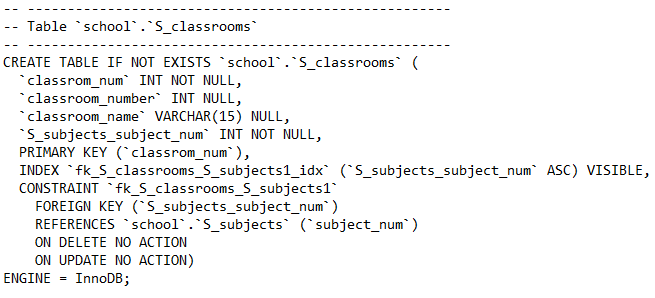 -- -----------------------------------------------------
-- Table `school`.`S_classrooms`
-- -----------------------------------------------------
CREATE TABLE IF NOT EXISTS `school`.`S_classrooms` (
  `classrom_num` INT NOT NULL,
  `classroom_number` INT NULL,
  `classroom_name` VARCHAR(15) NULL,
  `S_subjects_subject_num` INT NOT NULL,
  PRIMARY KEY (`classrom_num`),
  INDEX `fk_S_classrooms_S_subjects1_idx` (`S_subjects_subject_num` ASC) VISIBLE,
  CONSTRAINT `fk_S_classrooms_S_subjects1`
    FOREIGN KEY (`S_subjects_subject_num`)
    REFERENCES `school`.`S_subjects` (`subject_num`)
    ON DELETE NO ACTION
    ON UPDATE NO ACTION)
ENGINE = InnoDB;